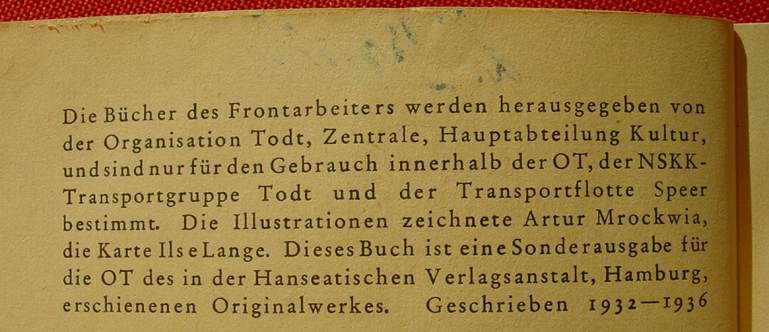 Die Bücher des Frontarbeiters werden herausgegeben von
der Organisation Todt, Zentrale, Hauptabteilung Kultur,
und sind nur für den Gebrauch innerhalb der OT, der NSKK-
Transportgruppe Todt und der Transportflotte Speer
bestimmt. Die Illustrationen zeichnete Artur Mrockwia,
die Karte Ilse Lange. Dieses Buch ist eine Sonderausgabe für
die OT des in der Hanseatischen Verlagsanstalt, Hamburg,
erschienenen Originalwerkes. Geschrieben 1932—1936